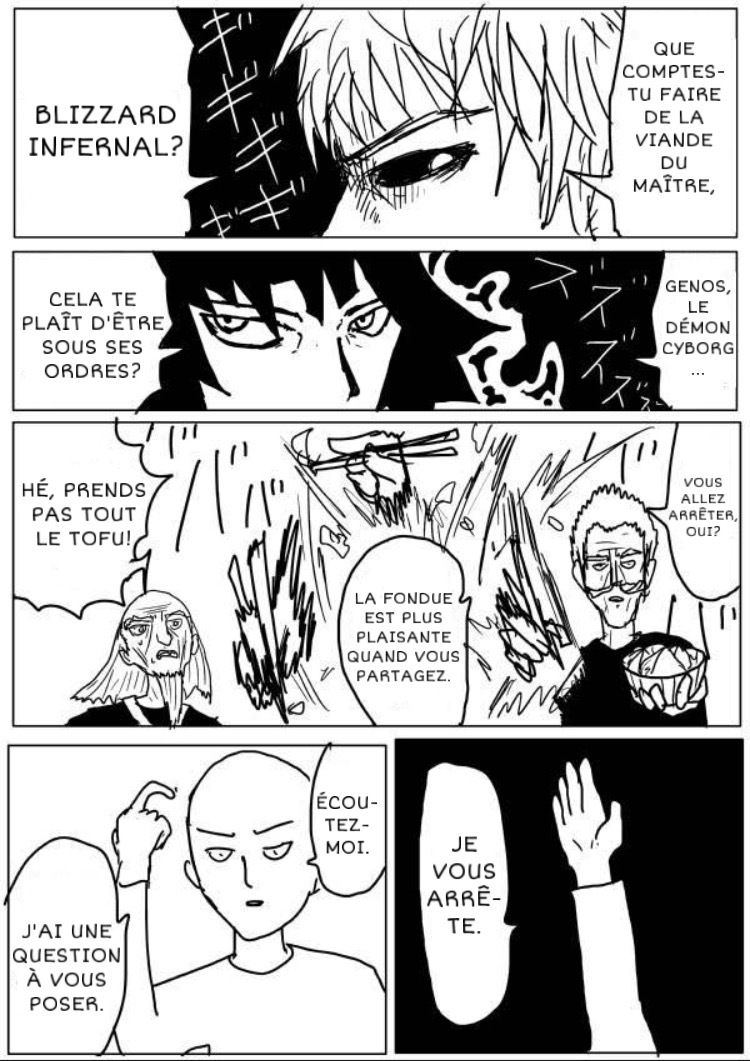 QUE
COMPTES-
TU FAIRE
DE LA
VIANDE
DU
MAÎTRE,
BLIZZARD
INFERNAL?
GENOS,
LE
DÉMON
CYBORG
...
CELA TE
PLAÎT D'ÊTRE
SOUS SES
ORDRES?
VOUS
ALLEZ
ARRÊTER,
OUI?
LA FONDUE
EST PLUS
PLAISANTE
QUAND VOUS
PARTAGEZ.
HÉ, PRENDS
PAS TOUT
LE TOFU!
JE
VOUS
ARRÊ-
TE.
ÉCOU-
TEZ-
MOI.
J'AI UNE
QUESTION
À VOUS
POSER.